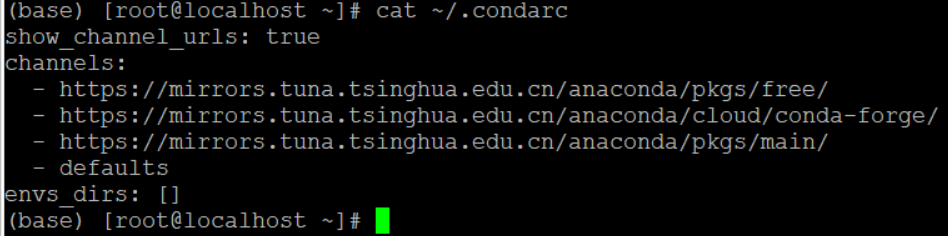 (base) [root@localhost ~]# cat ~/.condarc
show_channel_urls: true
channels:
  - https://mirrors.tuna.tsinghua.edu.cn/anaconda/pkgs/free/
  - https://mirrors.tuna.tsinghua.edu.cn/anaconda/cloud/conda-forge/
  - https://mirrors.tuna.tsinghua.edu.cn/anaconda/pkgs/main/
  - defaults
envs_dirs: []
(base) [root@localhost ~]#